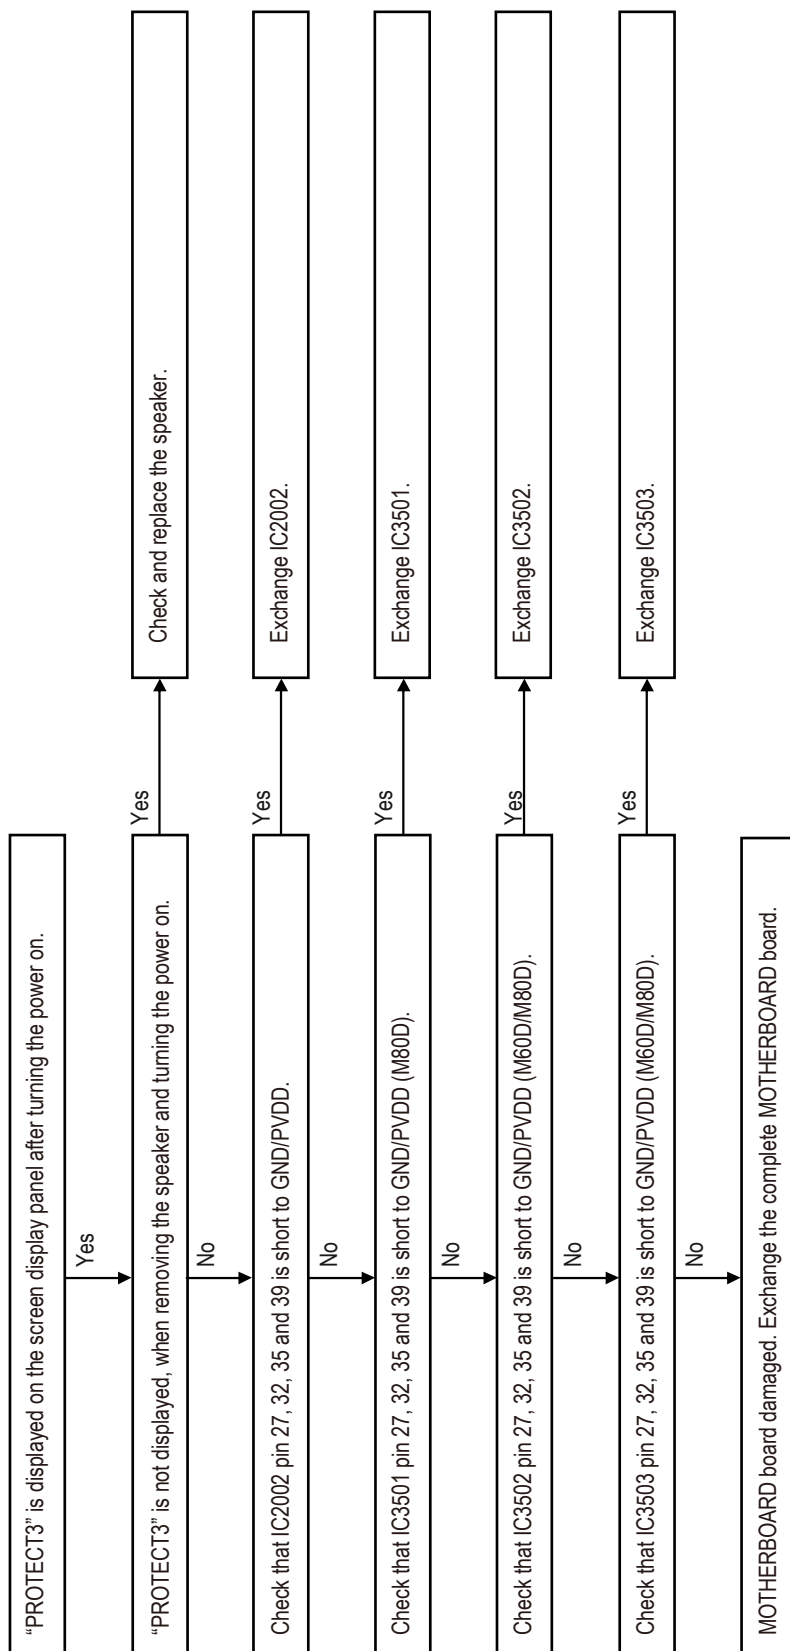 “PROTECT3” is displayed on the screen display panel after turning the power on.
Yes
“PROTECT3” is not displayed, when removing the speaker and turning the power on.
Yes
Check and replace the speaker.
No
Check that IC2002 pin 27, 32, 35 and 39 is short to GND/PVDD.
Yes
Exchange IC2002.
No
Check that IC3501 pin 27, 32, 35 and 39 is short to GND/PVDD (M80D).
Yes
Exchange IC3501.
No
Check that IC3502 pin 27, 32, 35 and 39 is short to GND/PVDD (M60D/M80D).
Yes
Exchange IC3502.
No
Check that IC3503 pin 27, 32, 35 and 39 is short to GND/PVDD (M60D/M80D).
Yes
Exchange IC3503.
No
MOTHERBOARD board damaged. Exchange the complete MOTHERBOARD board.